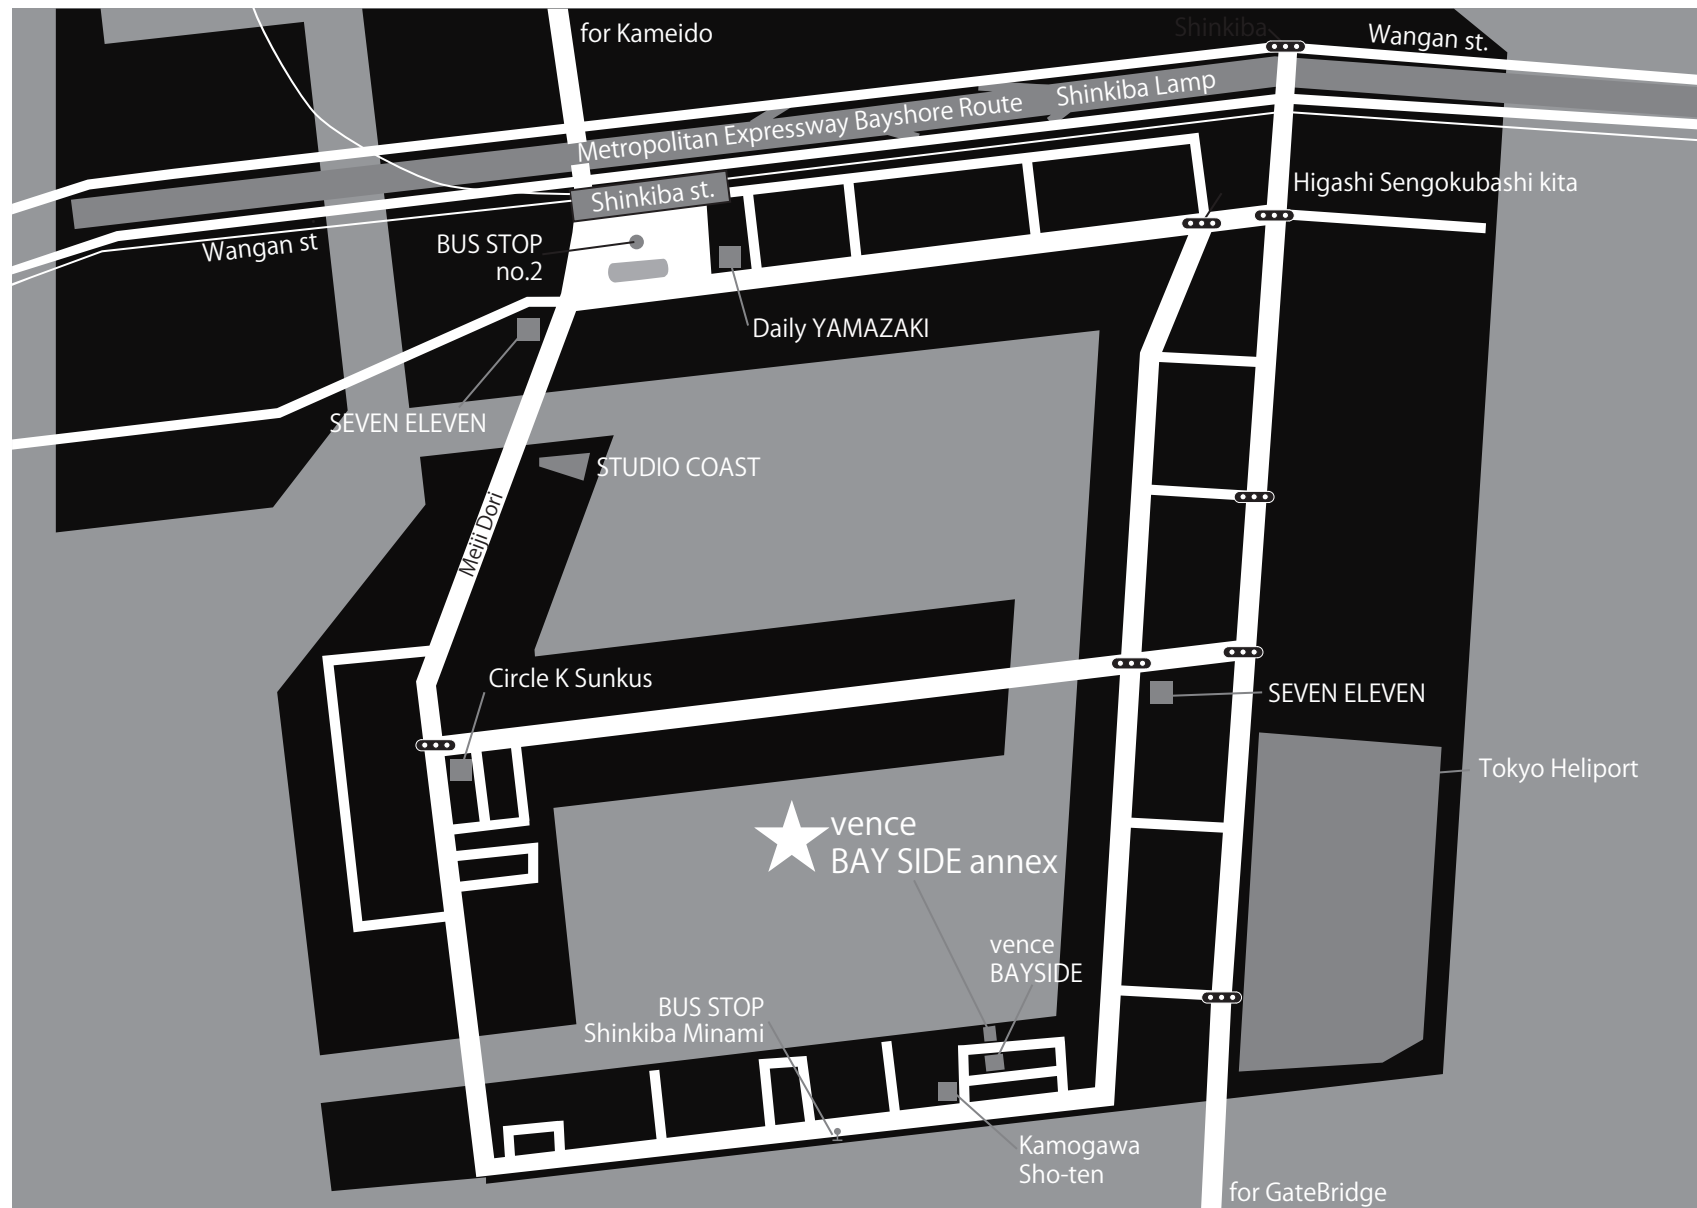 for Kameido
Shinkiba
Wangan st.
Shinkiba Lamp
Metropolitan Expressway Bayshore Route
Shinkiba st.
Higashi Sengokubashi kita
Wangan st
BUS STOP
no.2
Daily YAMAZAKI
SEVEN ELEVEN
STUDIO COAST
Meiji Dori
Circle K Sunkus
SEVEN ELEVEN
Tokyo Heliport
vence
BAY SIDE annex
vence
BAYSIDE
BUS STOP
Shinkiba Minami
Kamogawa
Sho-ten
for GateBridge